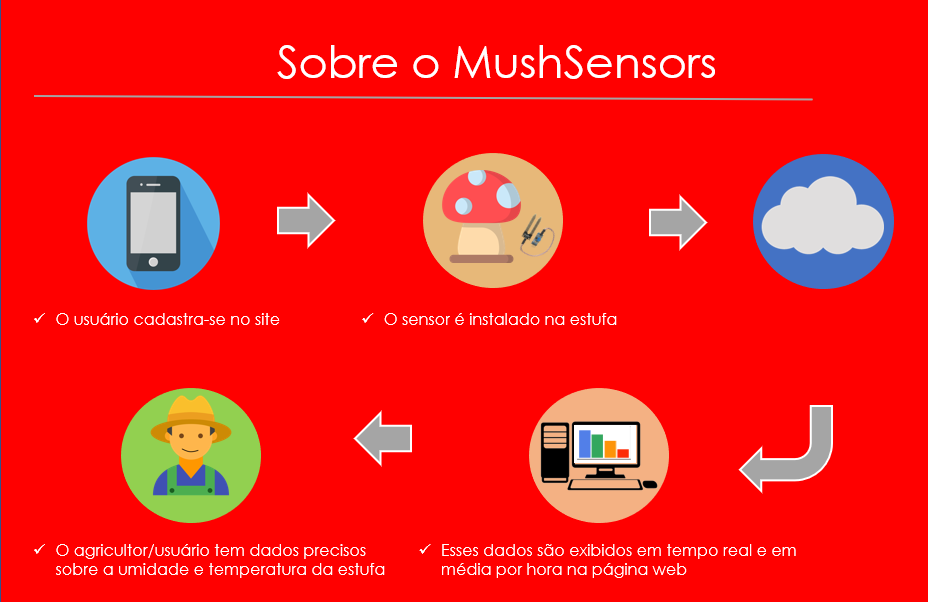 Sobre o MushSensors
✓ O usuário cadastra-se no site
✓ O sensor é instalado na estufa
✓ O agricultor/usuário tem dados precisos
sobre a umidade e temperatura da estufa
✓ Esses dados são exibidos em tempo real e em
média por hora na página web